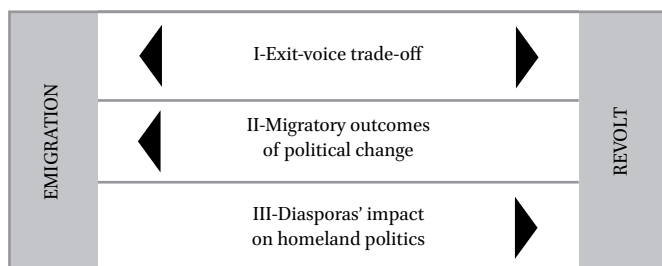 EMIGRATION
I-Exit-voice trade-off
II-Migratory outcomes
of political change
III-Diasporas' impact
on homeland politics
REVOLT